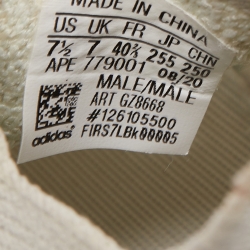 MADE IN CHINA
US UK FR JP CHN
7½ 7 40⅔ 255 250
APE 779001 08/20
MALE/MALE
ART GZ8668
#126105500
adidas FIRS7LBK00005